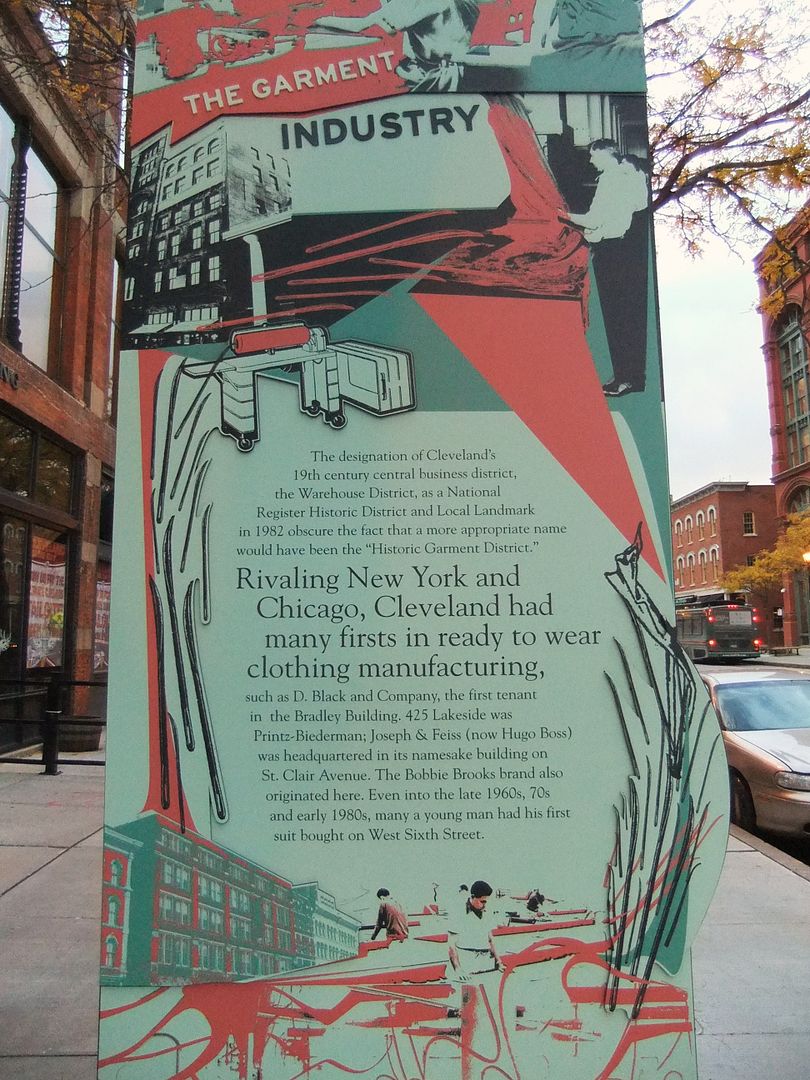 THE GARMENT
INDUSTRY
The designation of Cleveland's
19th century central business district,
the Warehouse District, as a National
Register Historic District and Local Landmark
in 1982 obscure the fact that a more appropriate name
would have been the "Historic Garment District."
Rivaling New York and
Chicago, Cleveland had
many firsts in ready to wear
clothing manufacturing,
such as D. Black and Company, the first tenant
in the Bradley Building. 425 Lakeside was
Printz-Biederman; Joseph & Feiss (now Hugo Boss)
was headquartered in its namesake building on
St. Clair Avenue. The Bobbie Brooks brand also
originated here. Even into the late 1960s, 70s
and early 1980s, many a young man had his first
suit bought on West Sixth Street.